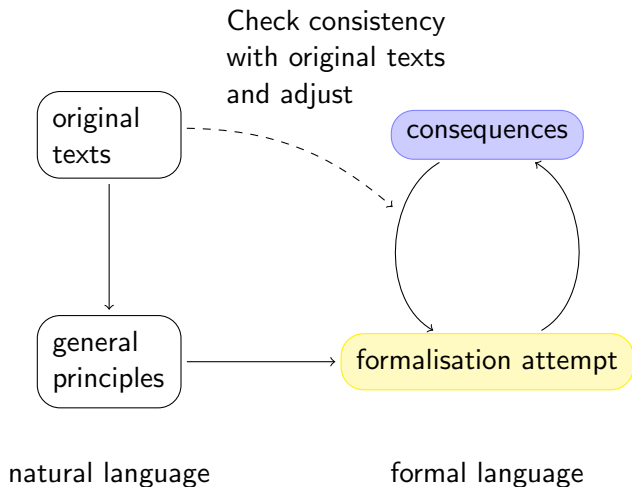 Check consistency
with original texts
and adjust
original
texts
consequences
general
principles
formalisation attempt
natural language
formal language